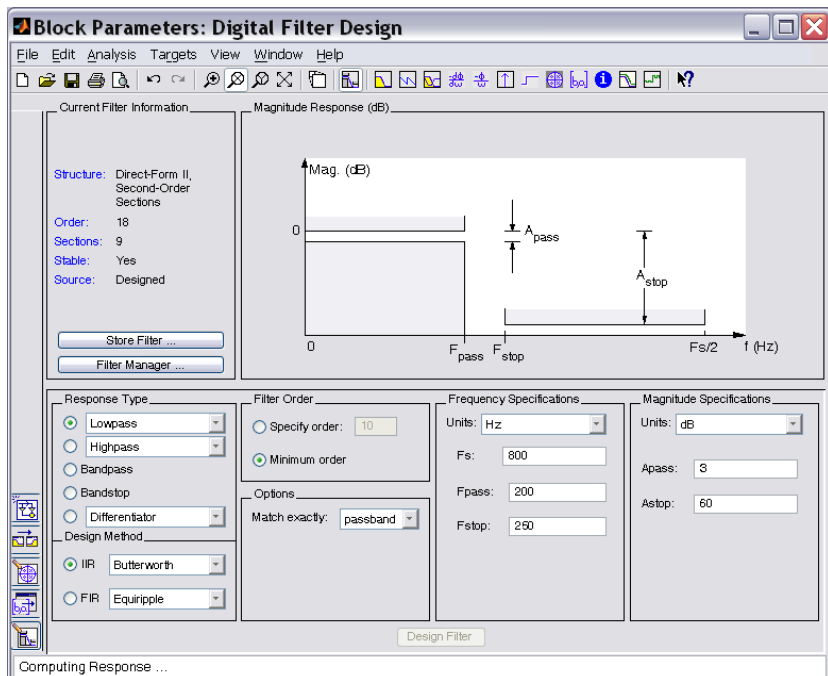 Block Parameters: Digital Filter Design
File Edit Analysis Targets View Window Help
Current Filter Information
Structure: Direct-Form II,
Second-Order
Sections
Order: 18
Sections: 9
Stable: Yes
Source: Designed
Store Filter ...
Filter Manager ...
Magnitude Response (dB)
Mag. (dB)
0
A pass
A stop
0
F pass F stop
Fs/2 f (Hz)
Response Type
Lowpass
Highpass
Bandpass
Bandstop
Differentiator
Design Method
IIR Butterworth
FIR Equiripple
Filter Order
Specify order: 10
Minimum order
Options
Match exactly: passband
Frequency Specifications
Units: Hz
Fs: 800
Fpass: 200
Fstop: 250
Magnitude Specifications
Units: dB
Apass: 3
Astop: 60
Design Filter
Computing Response ...